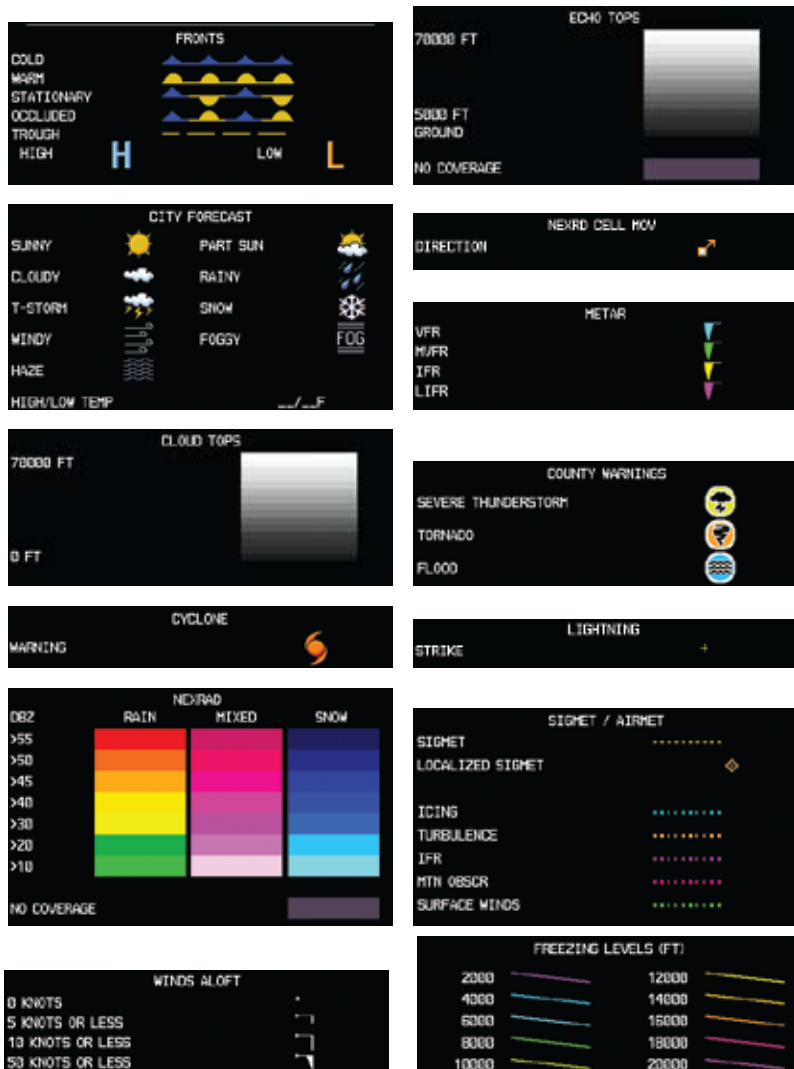 FRONTS
COLD
WARM
STATIONARY
OCCLUDED
TROUGH
HIGH H LOW L
ECHO TOPS
70000 FT
5000 FT
GROUND
NO COVERAGE
CITY FORECAST
SUNNY PART SUN
CLOUDY RAINY
T-STORM SNOW
WINDY FOGGY FOG
HAZE
HIGH/LOW TEMP __/__F
NEXRD CELL MOV
DIRECTION
METAR
VFR
MVFR
IFR
LIFR
CLOUD TOPS
70000 FT
0 FT
COUNTY WARNINGS
SEVERE THUNDERSTORM
TORNADO
FLOOD
CYCLONE
WARNING
LIGHTNING
STRIKE
NEXRAD
DBZ RAIN MIXED SNOW
>55
>50
>45
>40
>30
>20
>10
NO COVERAGE
SIGMET / AIRMET
SIGMET
LOCALIZED SIGMET
ICING
TURBULENCE
IFR
MTN OBSCR
SURFACE WINDS
WINDS ALOFT
0 KNOTS
5 KNOTS OR LESS
10 KNOTS OR LESS
50 KNOTS OR LESS
FREEZING LEVELS (FT)
2000 12000
4000 14000
6000 16000
8000 18000
10000 20000